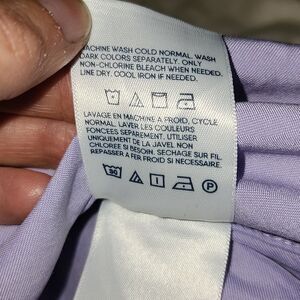 MACHINE WASH COLD NORMAL. WASH
DARK COLORS SEPARATELY. ONLY
NON-CHLORINE BLEACH WHEN NEEDED.
LINE DRY. COOL IRON IF NEEDED.
LAVAGE EN MACHINE A FROID, CYCLE
NORMAL. LAVER LES COULEURS
FONCEES SEPAREMENT. UTILISER
UNIQUEMENT DE LA JAVEL NON
CHLOREE SI BESOIN. SECHAGE SUR FIL.
REPASSER A FER FROID SI NECESSAIRE.
30 P